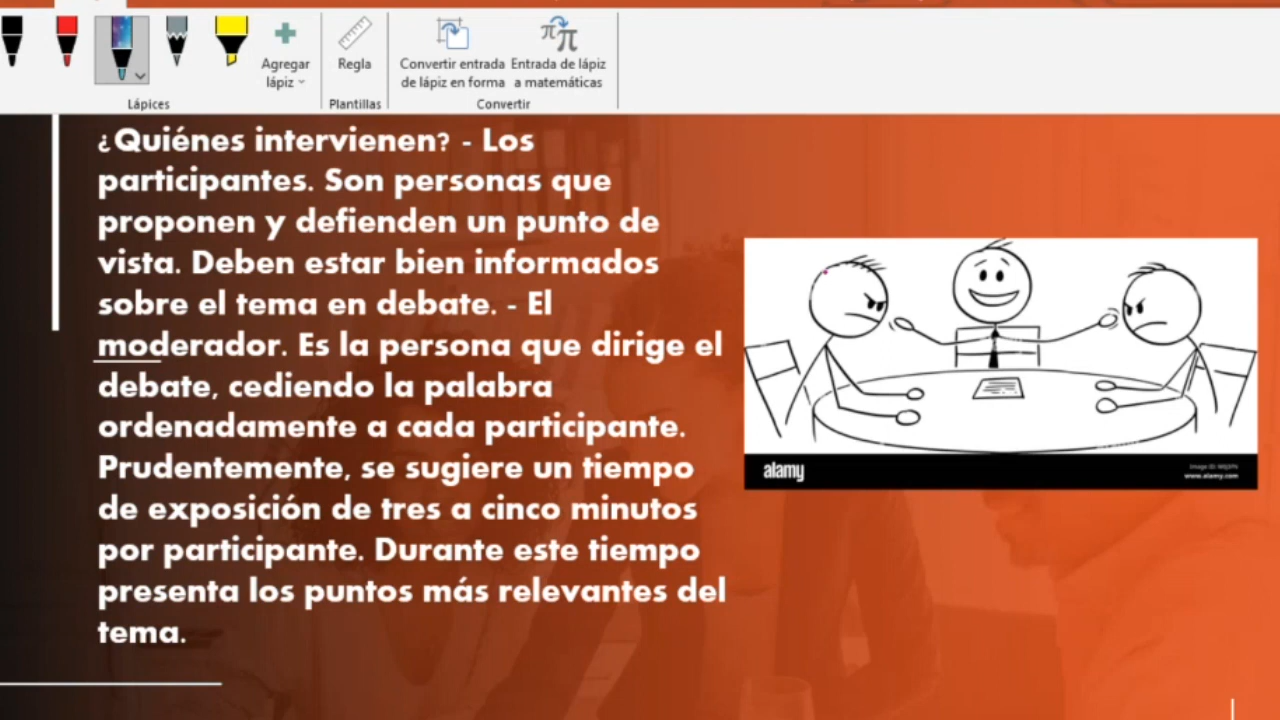 Agregar
lápiz
Regla
Convertir entrada
de lápiz en forma
Entrada de lápiz
a matemáticas
Lápices
Plantillas
Convertir
¿Quiénes intervienen? - Los
participantes. Son personas que
proponen y defienden un punto de
vista. Deben estar bien informados
sobre el tema en debate. - El
moderador. Es la persona que dirige el
debate, cediendo la palabra
ordenadamente a cada participante.
Prudentemente, se sugiere un tiempo
de exposición de tres a cinco minutos
por participante. Durante este tiempo
presenta los puntos más relevantes del
tema.
alamy
www.alamy.com